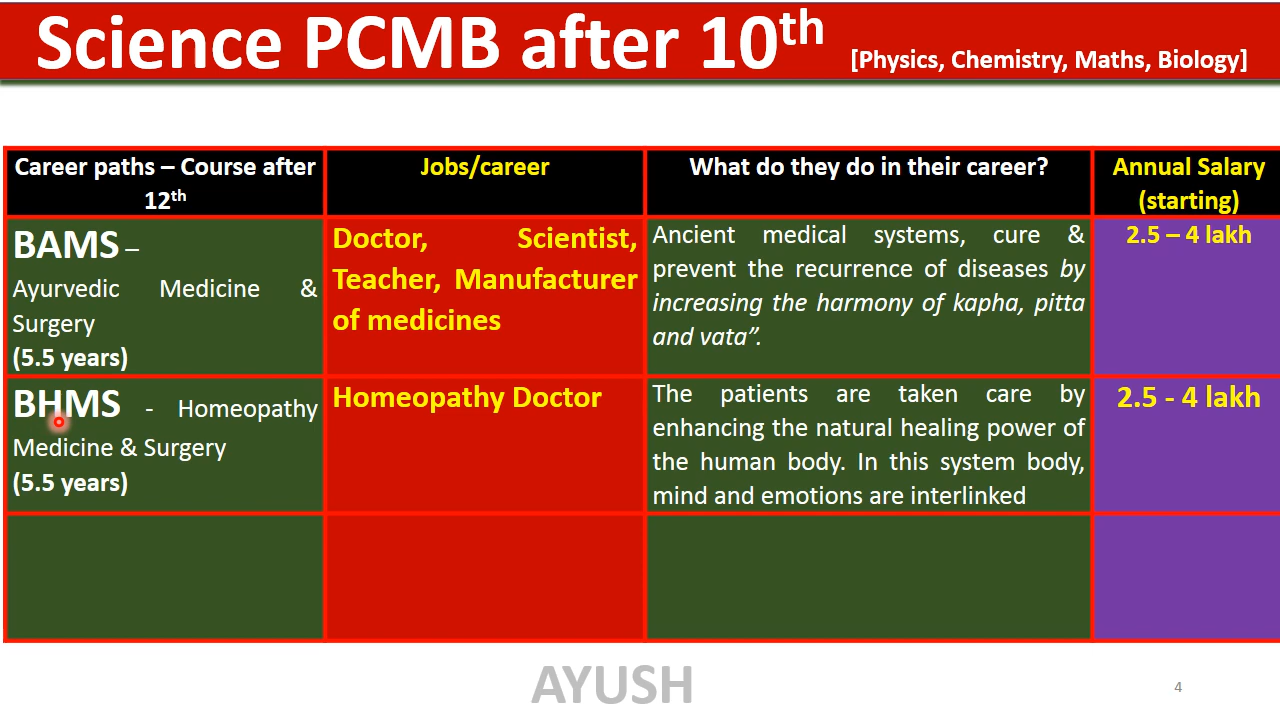 Science PCMB after 10th [Physics, Chemistry, Maths, Biology]
Career paths – Course after
12th
Jobs/career
What do they do in their career?
Annual Salary
(starting)
BAMS –
Ayurvedic Medicine &
Surgery
(5.5 years)
Doctor, Scientist,
Teacher, Manufacturer
of medicines
Ancient medical systems, cure &
prevent the recurrence of diseases by
increasing the harmony of kapha, pitta
and vata”.
2.5 – 4 lakh
BHMS - Homeopathy
Medicine & Surgery
(5.5 years)
Homeopathy Doctor
The patients are taken care by
enhancing the natural healing power of
the human body. In this system body,
mind and emotions are interlinked
2.5 - 4 lakh
AYUSH
4